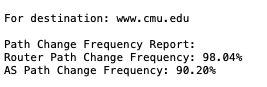 For destination: www.cmu.edu
Path Change Frequency Report:
Router Path Change Frequency: 98.04%
AS Path Change Frequency: 90.20%